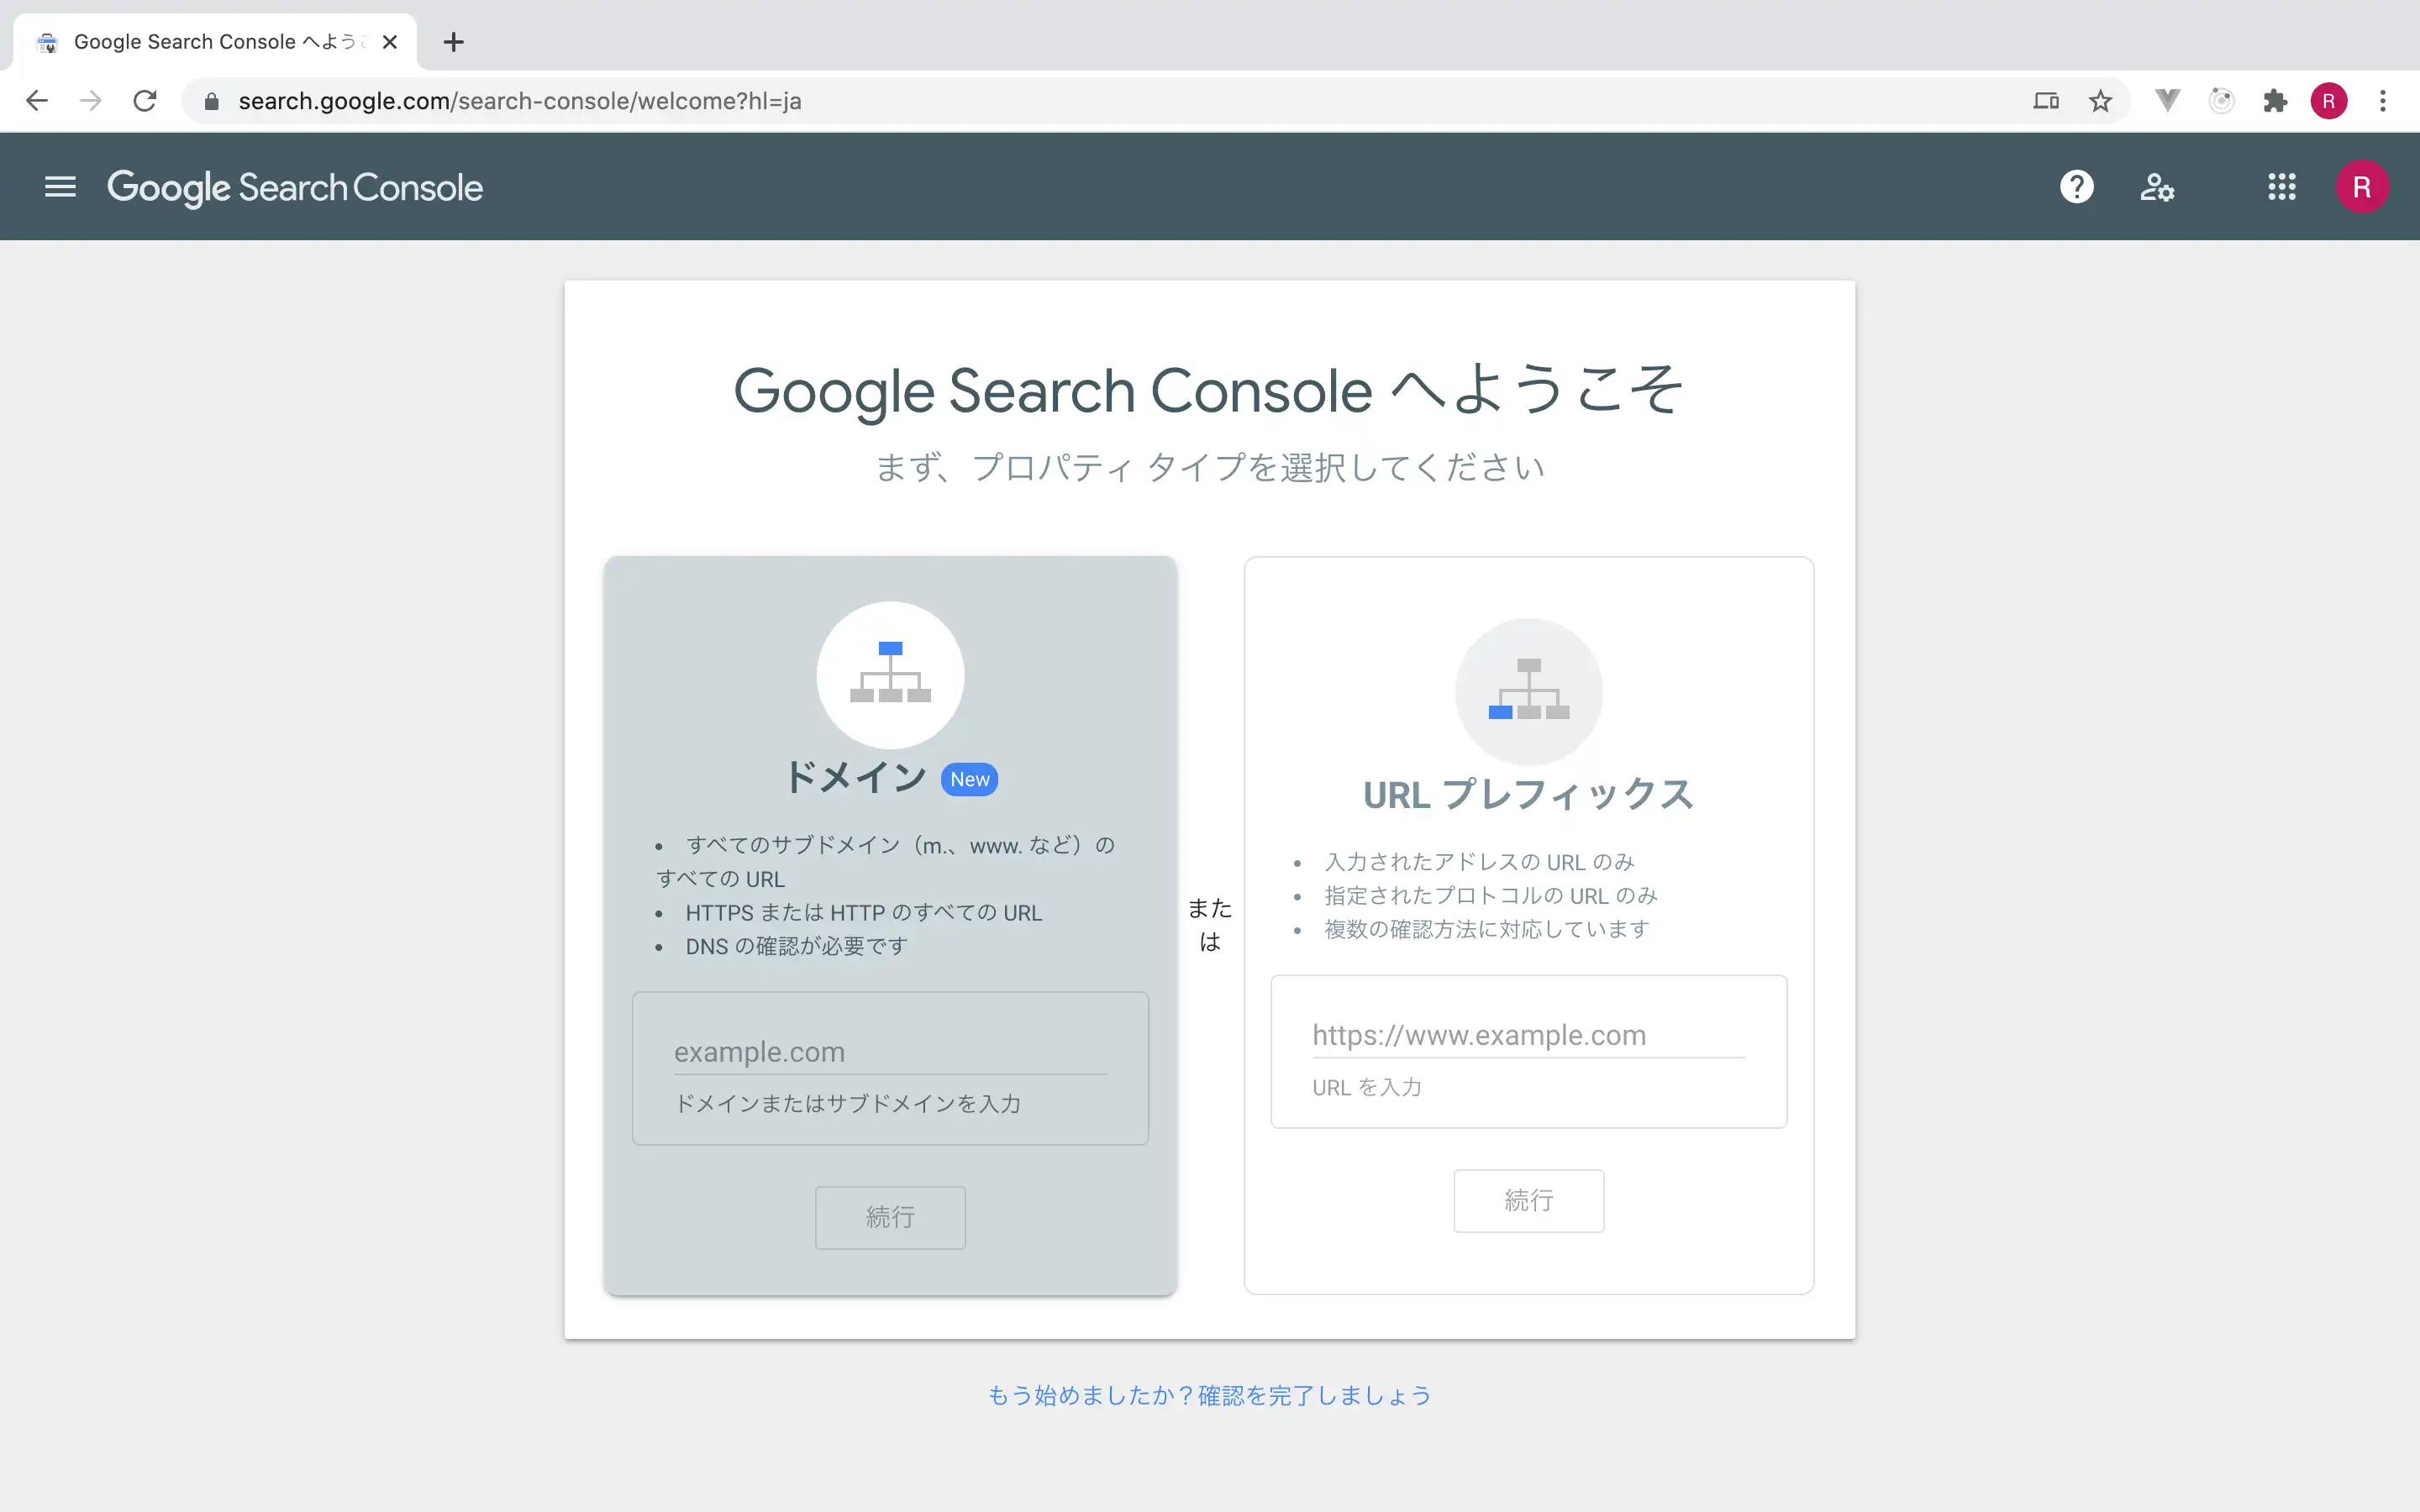 Google Search Console へよう
search.google.com/search-console/welcome?hl=ja
R
Google Search Console
R
Google Search Console へようこそ
まず、プロパティ タイプを選択してください
ドメイン New
• すべてのサブドメイン（m.、www. など）の
すべての URL
• HTTPS または HTTP のすべての URL
• DNS の確認が必要です
example.com
ドメインまたはサブドメインを入力
続行
また
は
URL プレフィックス
• 入力されたアドレスの URL のみ
• 指定されたプロトコルの URL のみ
• 複数の確認方法に対応しています
https://www.example.com
URL を入力
続行
もう始めましたか？確認を完了しましょう